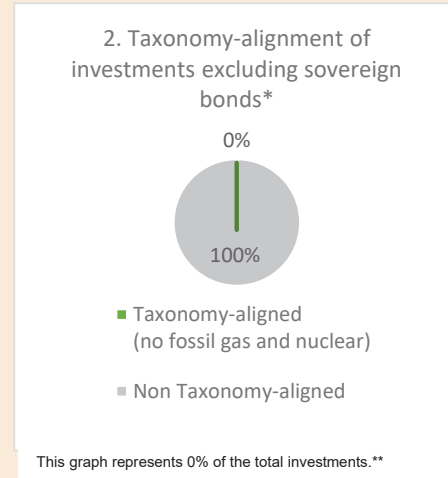 2. Taxonomy-alignment of
investments excluding sovereign
bonds*
0%
100%
Taxonomy-aligned
(no fossil gas and nuclear)
Non Taxonomy-aligned
This graph represents 0% of the total investments.**